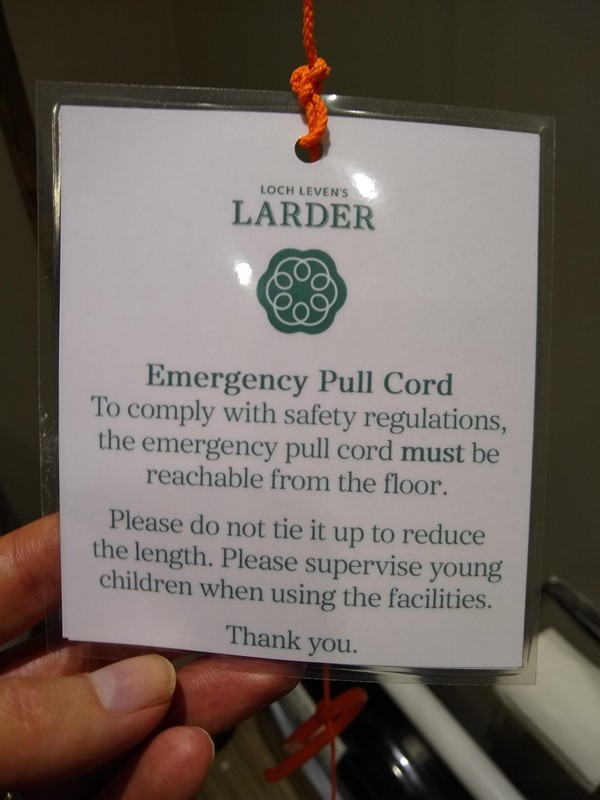 LOCH LEVEN'S
LARDER
Emergency Pull Cord
To comply with safety regulations,
the emergency pull cord must be
reachable from the floor.
Please do not tie it up to reduce
the length. Please supervise young
children when using the facilities.
Thank you.